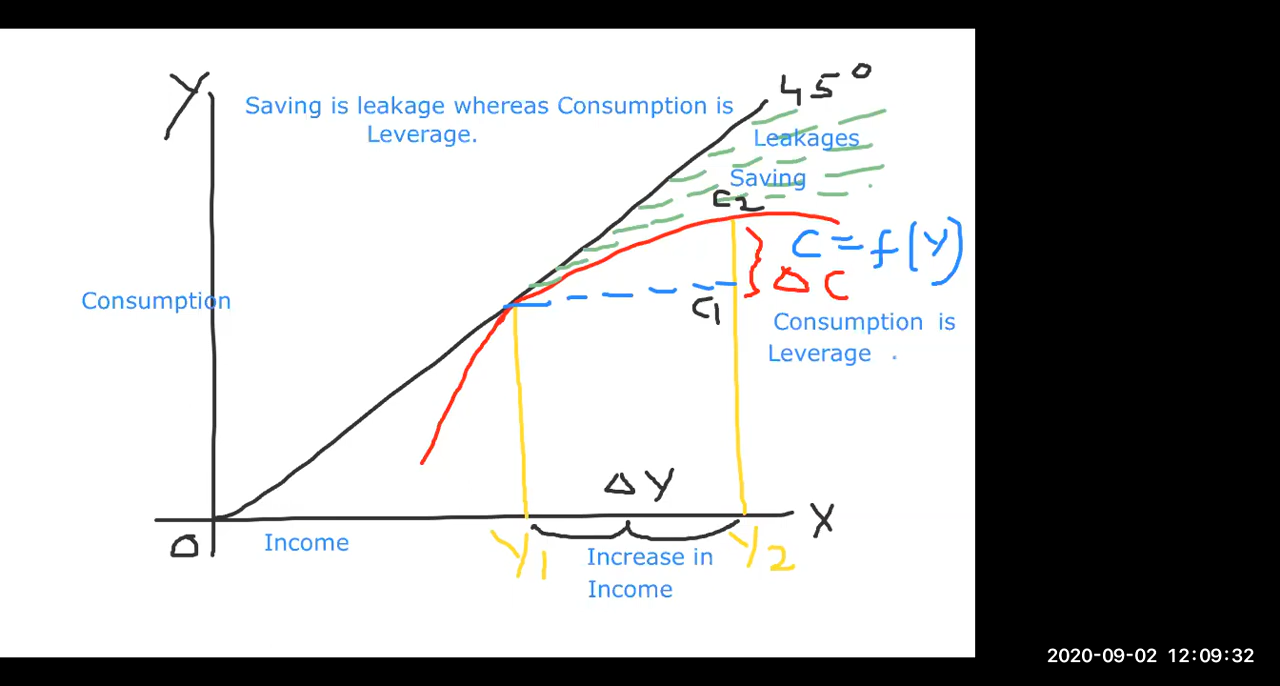 Y
45°
Saving is leakage whereas Consumption is
Leverage.
Leakages
Saving
C2
C = f(Y)
ΔC
Consumption
C1
Consumption is
Leverage .
ΔY
X
O
Income
Y1
Increase in
Income
Y2
2020-09-02 12:09:32